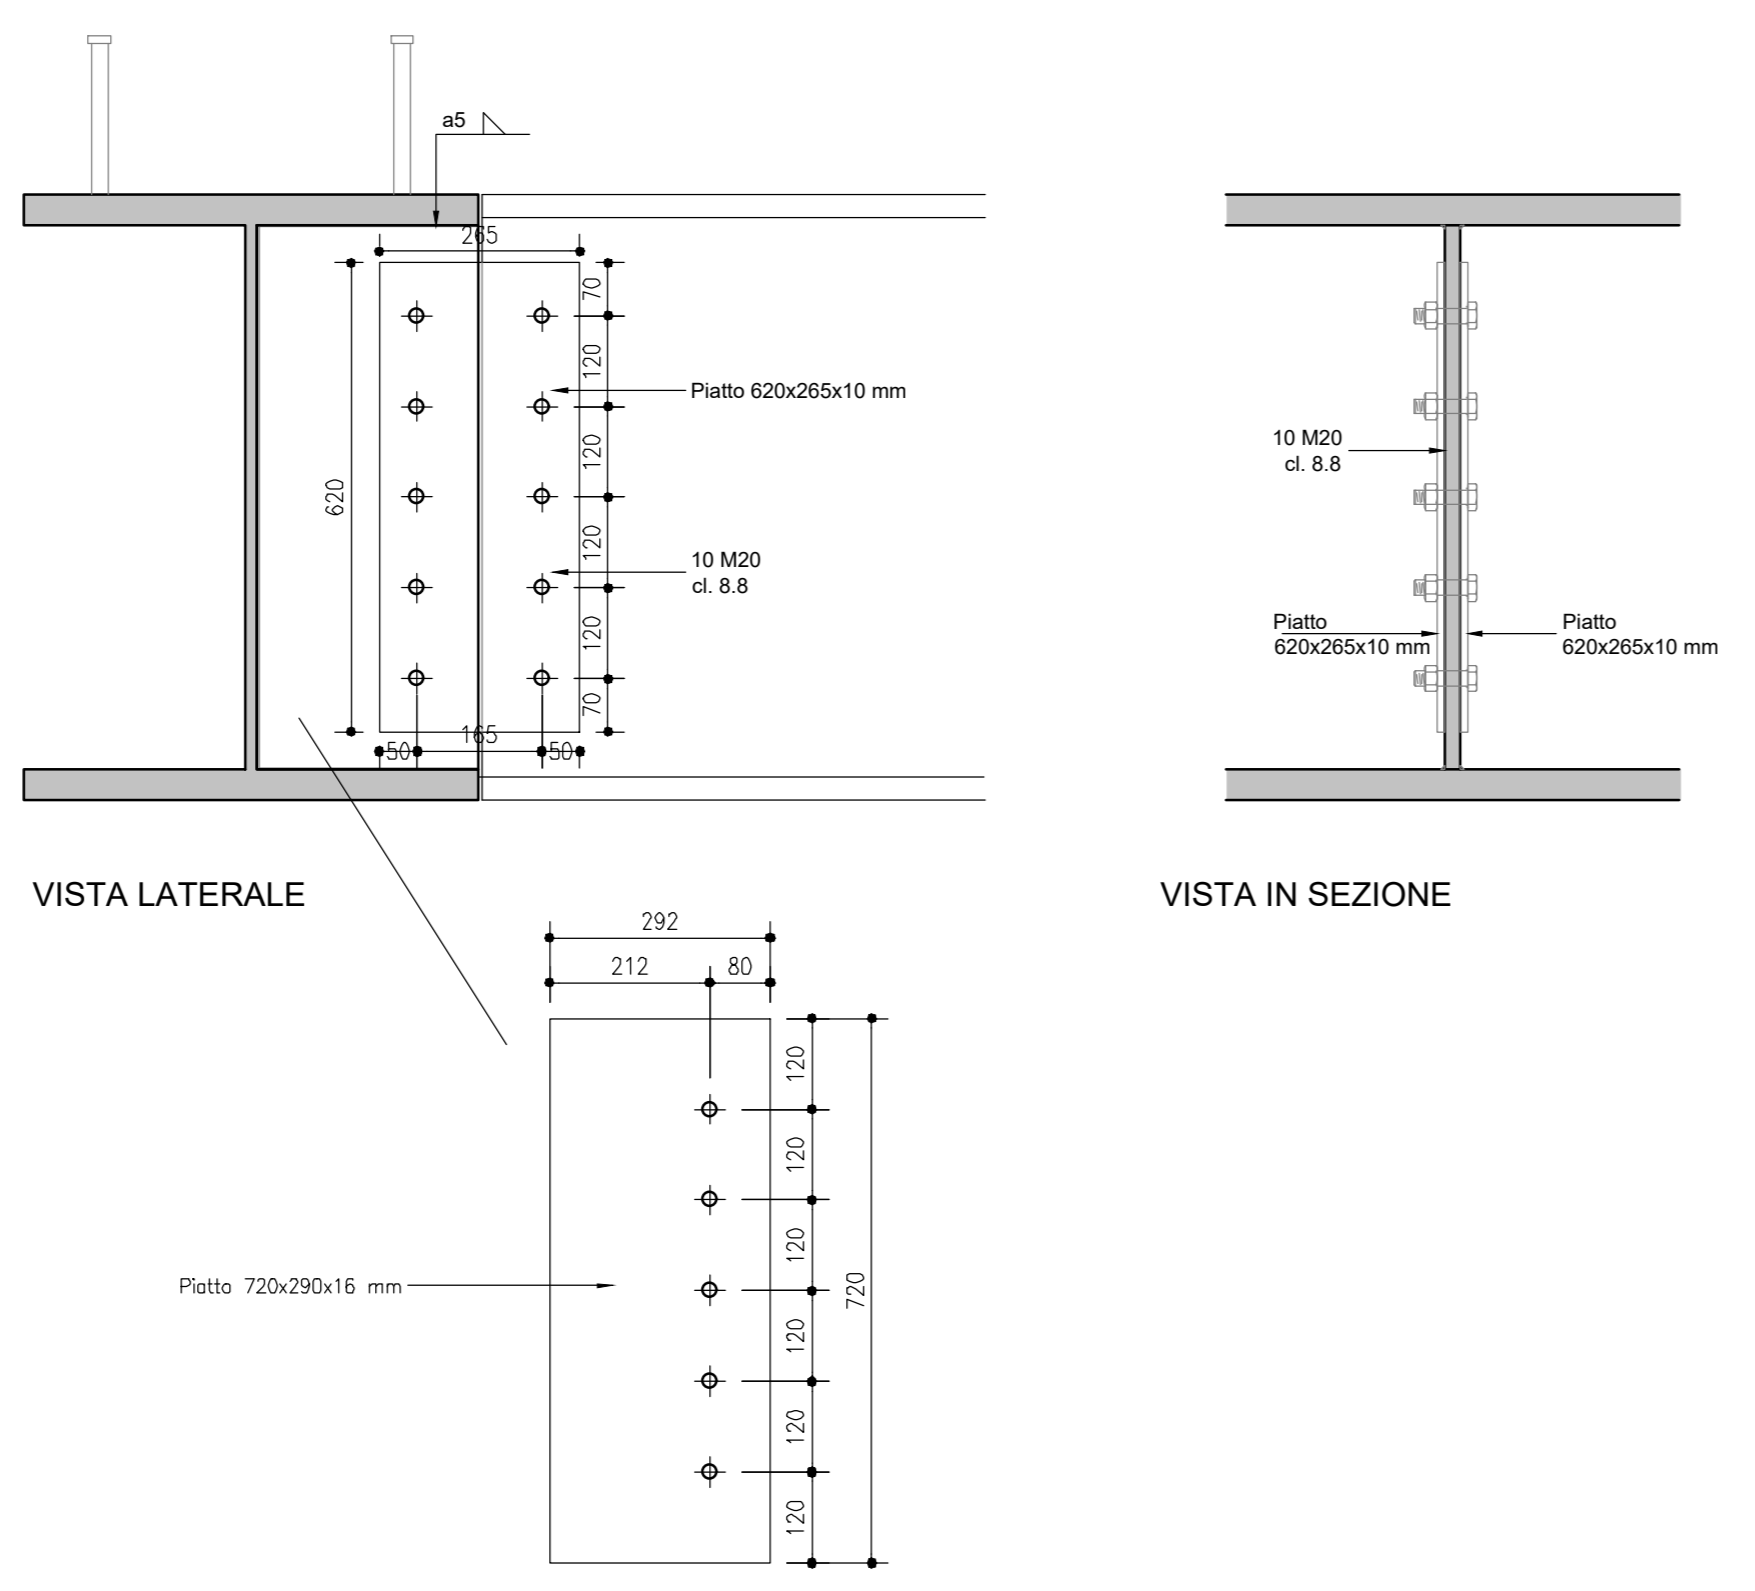 a5
265
70
120
Piatto 620x265x10 mm
120
620
120
10 M20
cl. 8.8
120
70
50
165
50
10 M20
cl. 8.8
Piatto
620x265x10 mm
Piatto
620x265x10 mm
VISTA LATERALE
VISTA IN SEZIONE
292
212
80
120
120
120
Piatto 720x290x16 mm
720
120
120
120